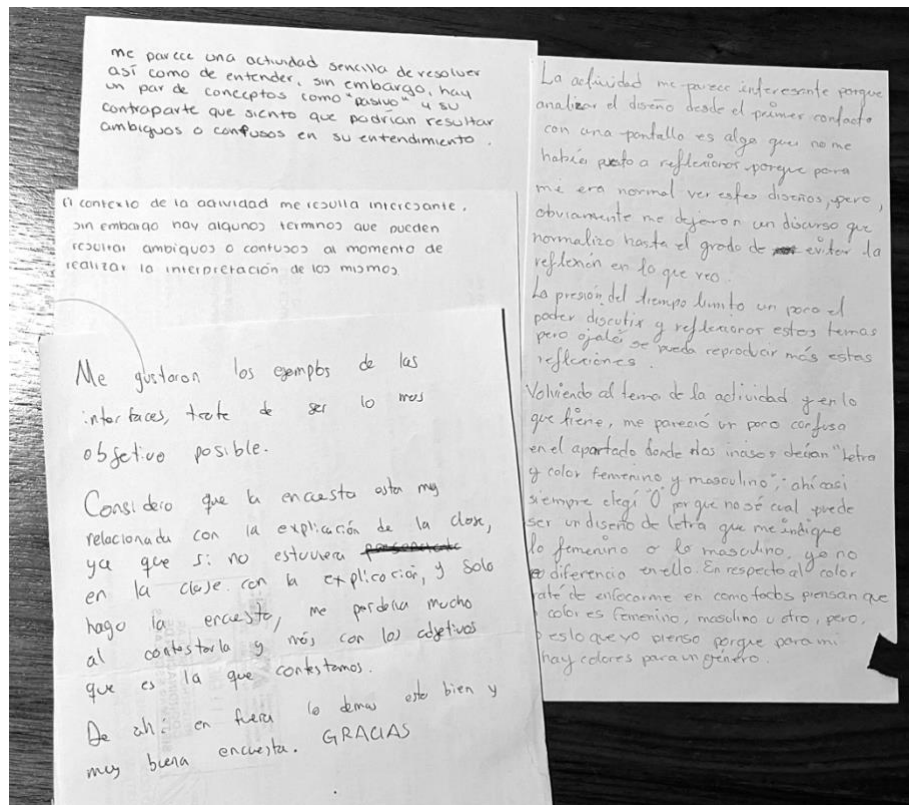 me parece una actividad sencilla de resolver
así como de entender, sin embargo, hay
un par de conceptos como "pasivo" y su
contraparte que siento que podrían resultar
ambiguos o confusos en su entendimiento.
El contexto de la actividad me resulta interesante,
sin embargo hay algunos terminos que pueden
resultar ambiguos o confusos al momento de
realizar la interpretación de los mismos
Me gustaron los ejemplos de las
interfaces, trate de ser lo mas
objetivo posible.
Considero que la encuesta esta muy
relacionada con la explicación de la clase,
ya que si no estuviera
en la clase con la explicación, y solo
hago la encuesta, me perdería mucho
al contestarla y más con los adjetivos
que es la que contestamos.
De ahi en fuera lo demas esta bien y
muy buena encuesta. GRACIAS
La actividad me parece interesante porque
analizar el diseño desde el primer contacto
con una pantalla es algo que no me
había puesto a reflexionar porque para
mi era normal ver estos diseños, pero,
obviamente me dejaron un discurso que
normalizo hasta el grado de evitar la
reflexión en lo que veo.
La presión del tiempo limito un poco el
poder discutir y reflexionar estos temas
pero ojalá se pueda reproducir más estas
reflexiones.
Volviendo al tema de la actividad y en lo
que tiene, me pareció un poco confuso
en el apartado donde los incisos decían "Letra
y color femenino y masculino", ahí casi
siempre elegí "0" porque no sé cual puede
ser un diseño de letra que me indique
lo femenino o lo masculino, yo no
diferencio en ello. En respecto al color
traté de enfocarme en como todos piensan que
color es femenino, masculino u otro, pero,
es lo que yo pienso porque para mi
hay colores para un género.